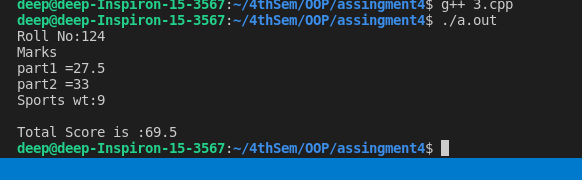 deep@deep-Inspiron-15-3567:~/4thSem/OOP/assingment4$ g++ 3.cpp
deep@deep-Inspiron-15-3567:~/4thSem/OOP/assingment4$ ./a.out
Roll No:124
Marks
part1 =27.5
part2 =33
Sports wt:9
Total Score is :69.5
deep@deep-Inspiron-15-3567:~/4thSem/OOP/assingment4$